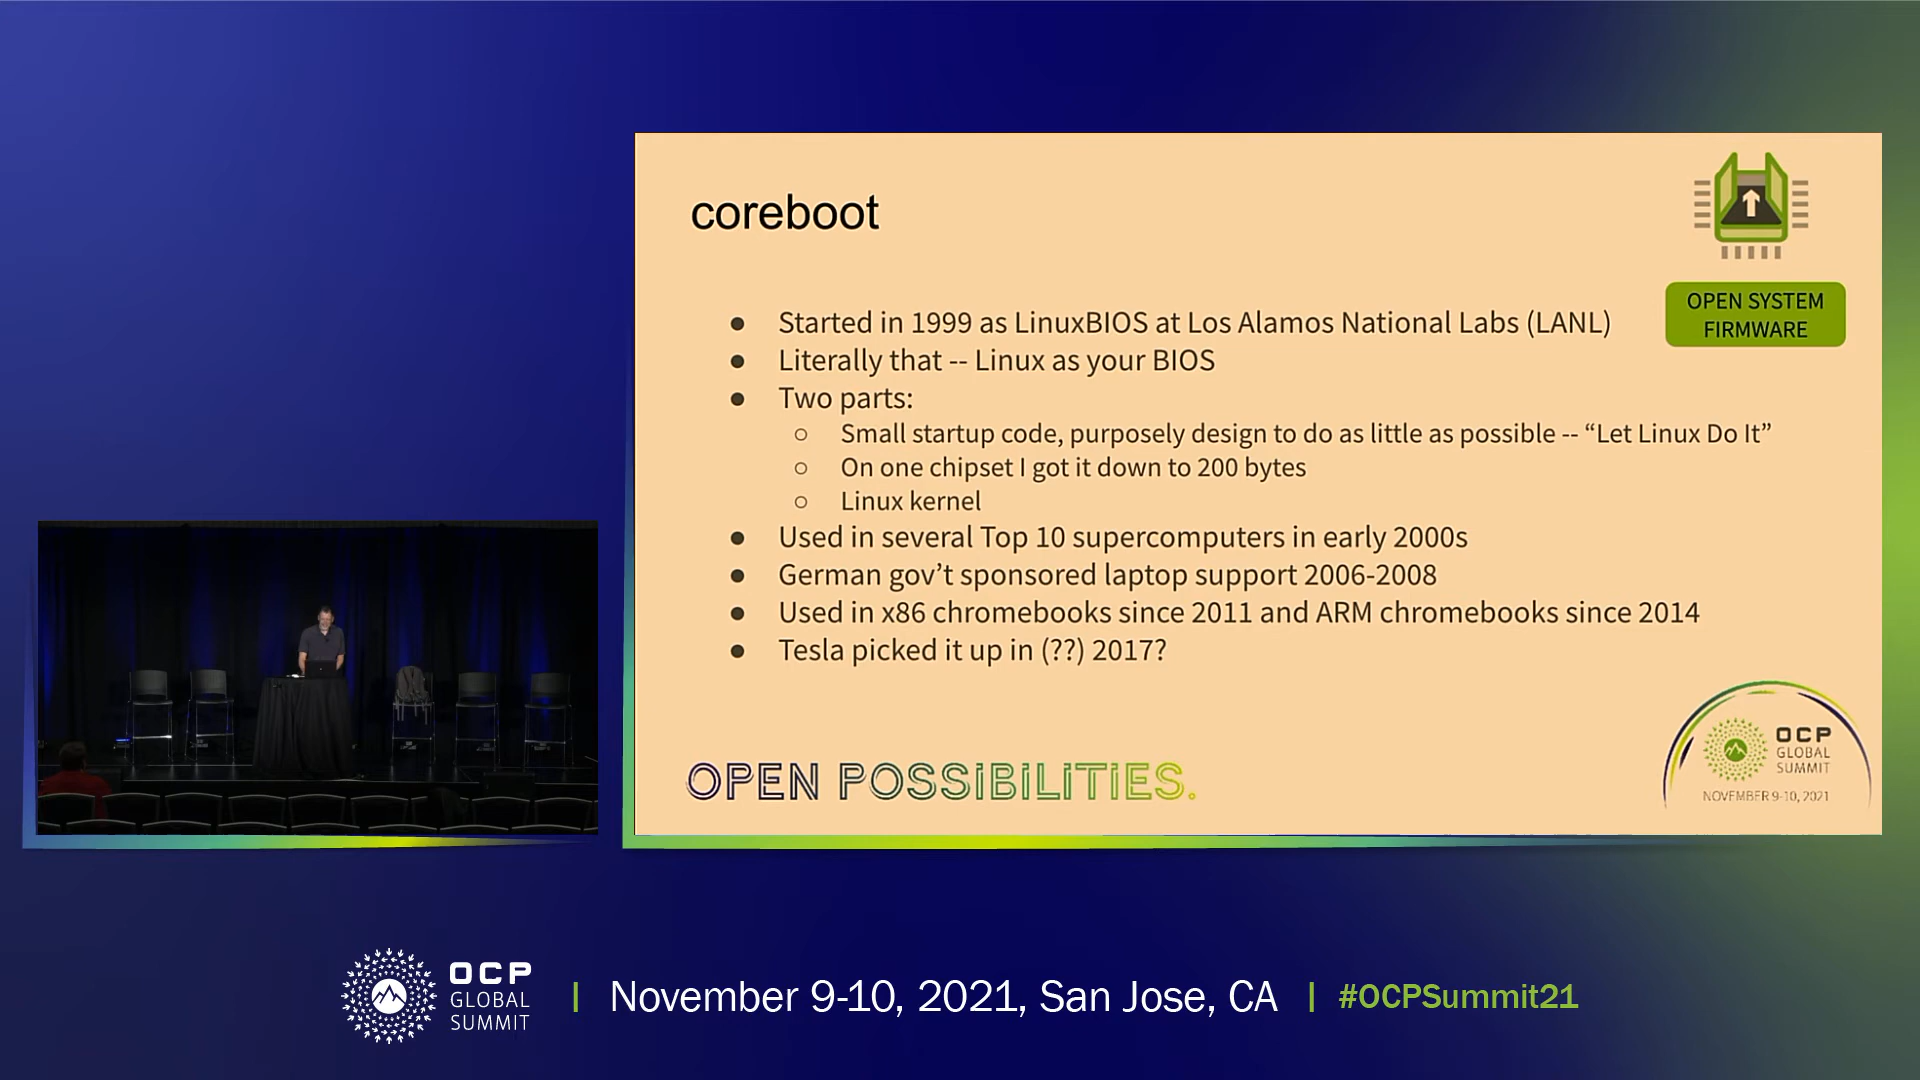 coreboot
OPEN SYSTEM
FIRMWARE
● Started in 1999 as LinuxBIOS at Los Alamos National Labs (LANL)
● Literally that -- Linux as your BIOS
● Two parts:
○ Small startup code, purposely design to do as little as possible -- “Let Linux Do It”
○ On one chipset I got it down to 200 bytes
○ Linux kernel
● Used in several Top 10 supercomputers in early 2000s
● German gov’t sponsored laptop support 2006-2008
● Used in x86 chromebooks since 2011 and ARM chromebooks since 2014
● Tesla picked it up in (??) 2017?
OPEN POSSiBiLiTiES.
OCP
GLOBAL
SUMMIT
NOVEMBER 9-10, 2021
OCP
GLOBAL
SUMMIT
| November 9-10, 2021, San Jose, CA | #OCPSummit21